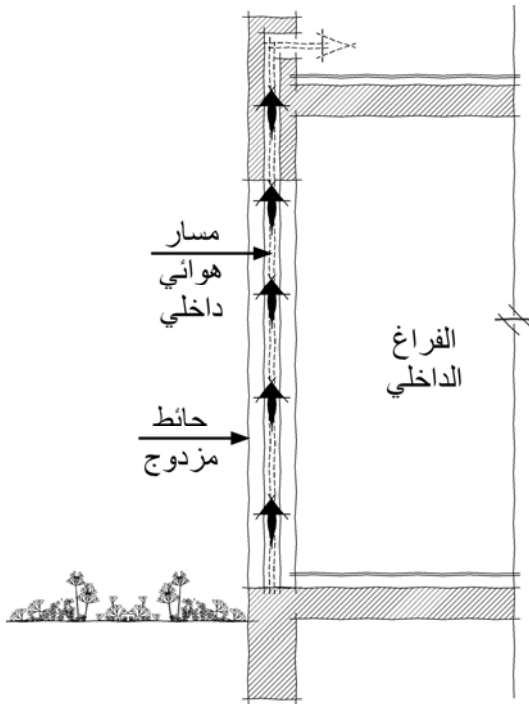 مسار
هوائي
داخلي
الفراغ
الداخلي
حائط
مزدوج